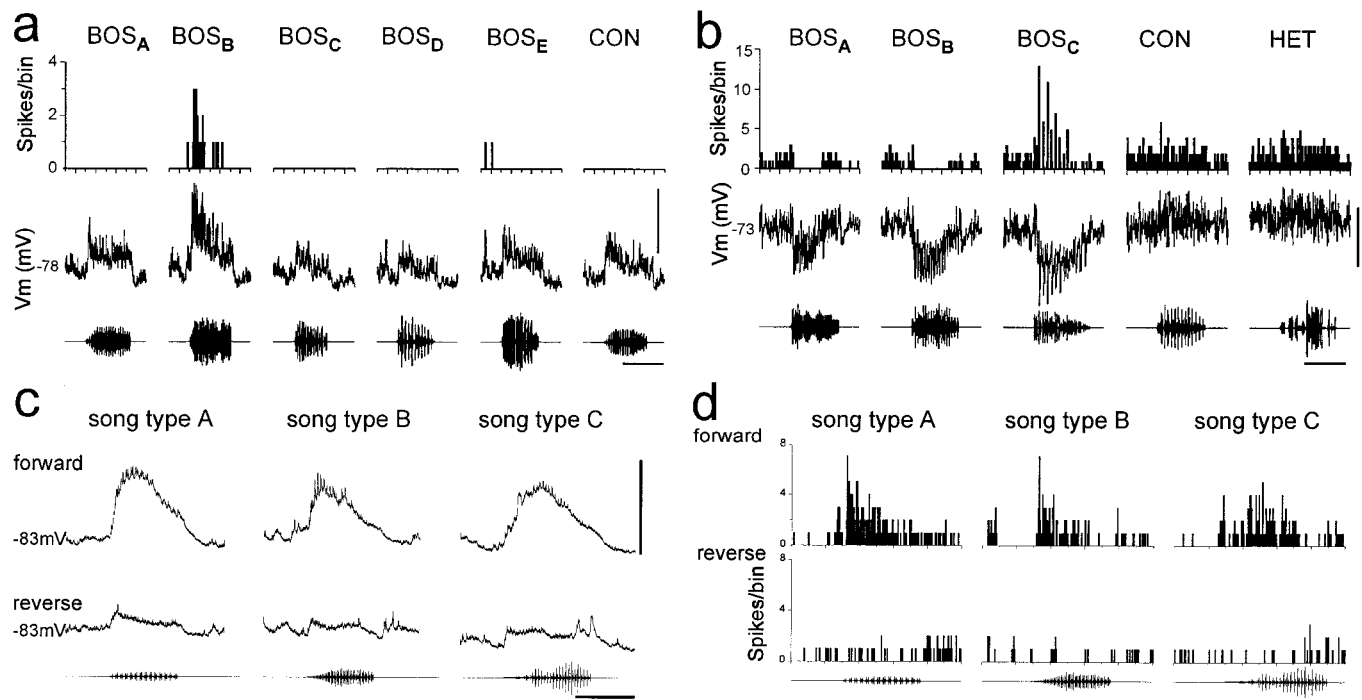 a
BOSA BOSB BOSC BOSD BOSE CON
Spikes/bin
4
2
0
Vm (mV)
-78
b
BOSA BOSB BOSC CON HET
Spikes/bin
15
10
5
0
Vm (mV)
-73
c
song type A song type B song type C
forward
-83mV
reverse
-83mV
d
song type A song type B song type C
forward
8
4
0
reverse
8
4
0
Spikes/bin